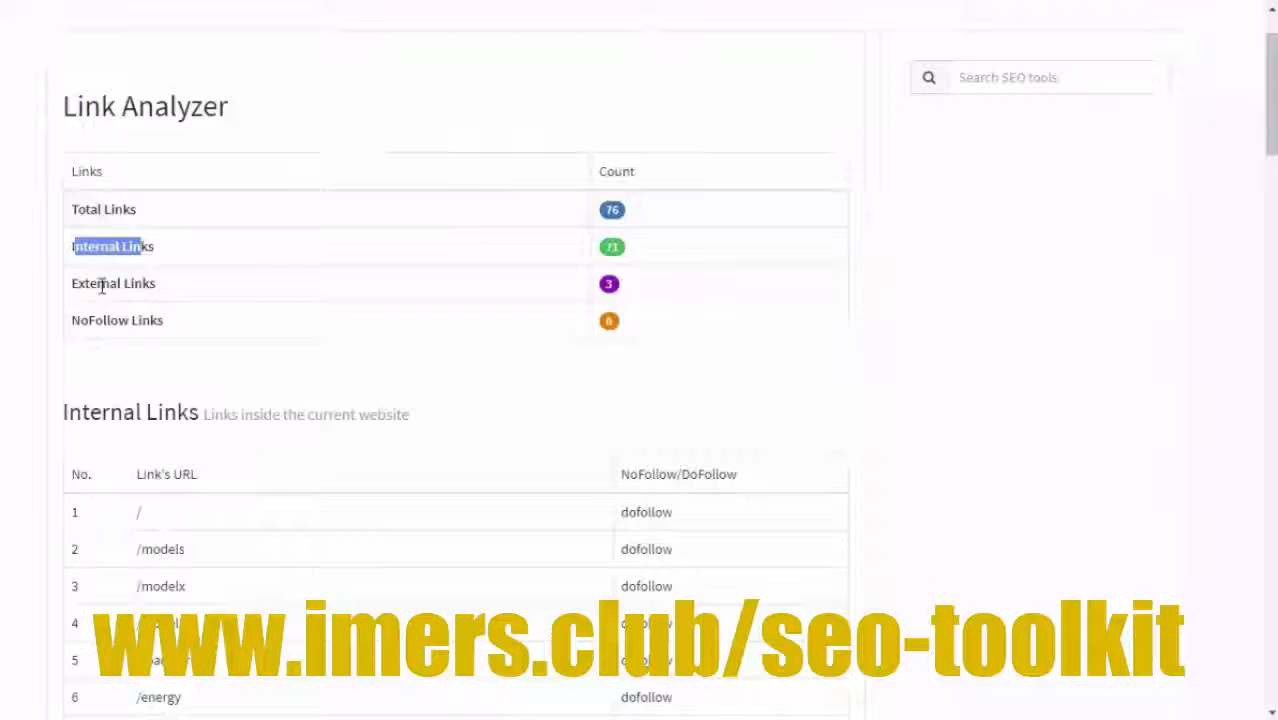 Search SEO tools
Link Analyzer
Links Count
Total Links 76
Internal Links 71
External Links 3
NoFollow Links 0
Internal Links Links inside the current website
No. Link's URL NoFollow/DoFollow
1 / dofollow
2 /models dofollow
3 /modelx dofollow
4
5
www.imers.club/seo-toolkit
6 /energy dofollow